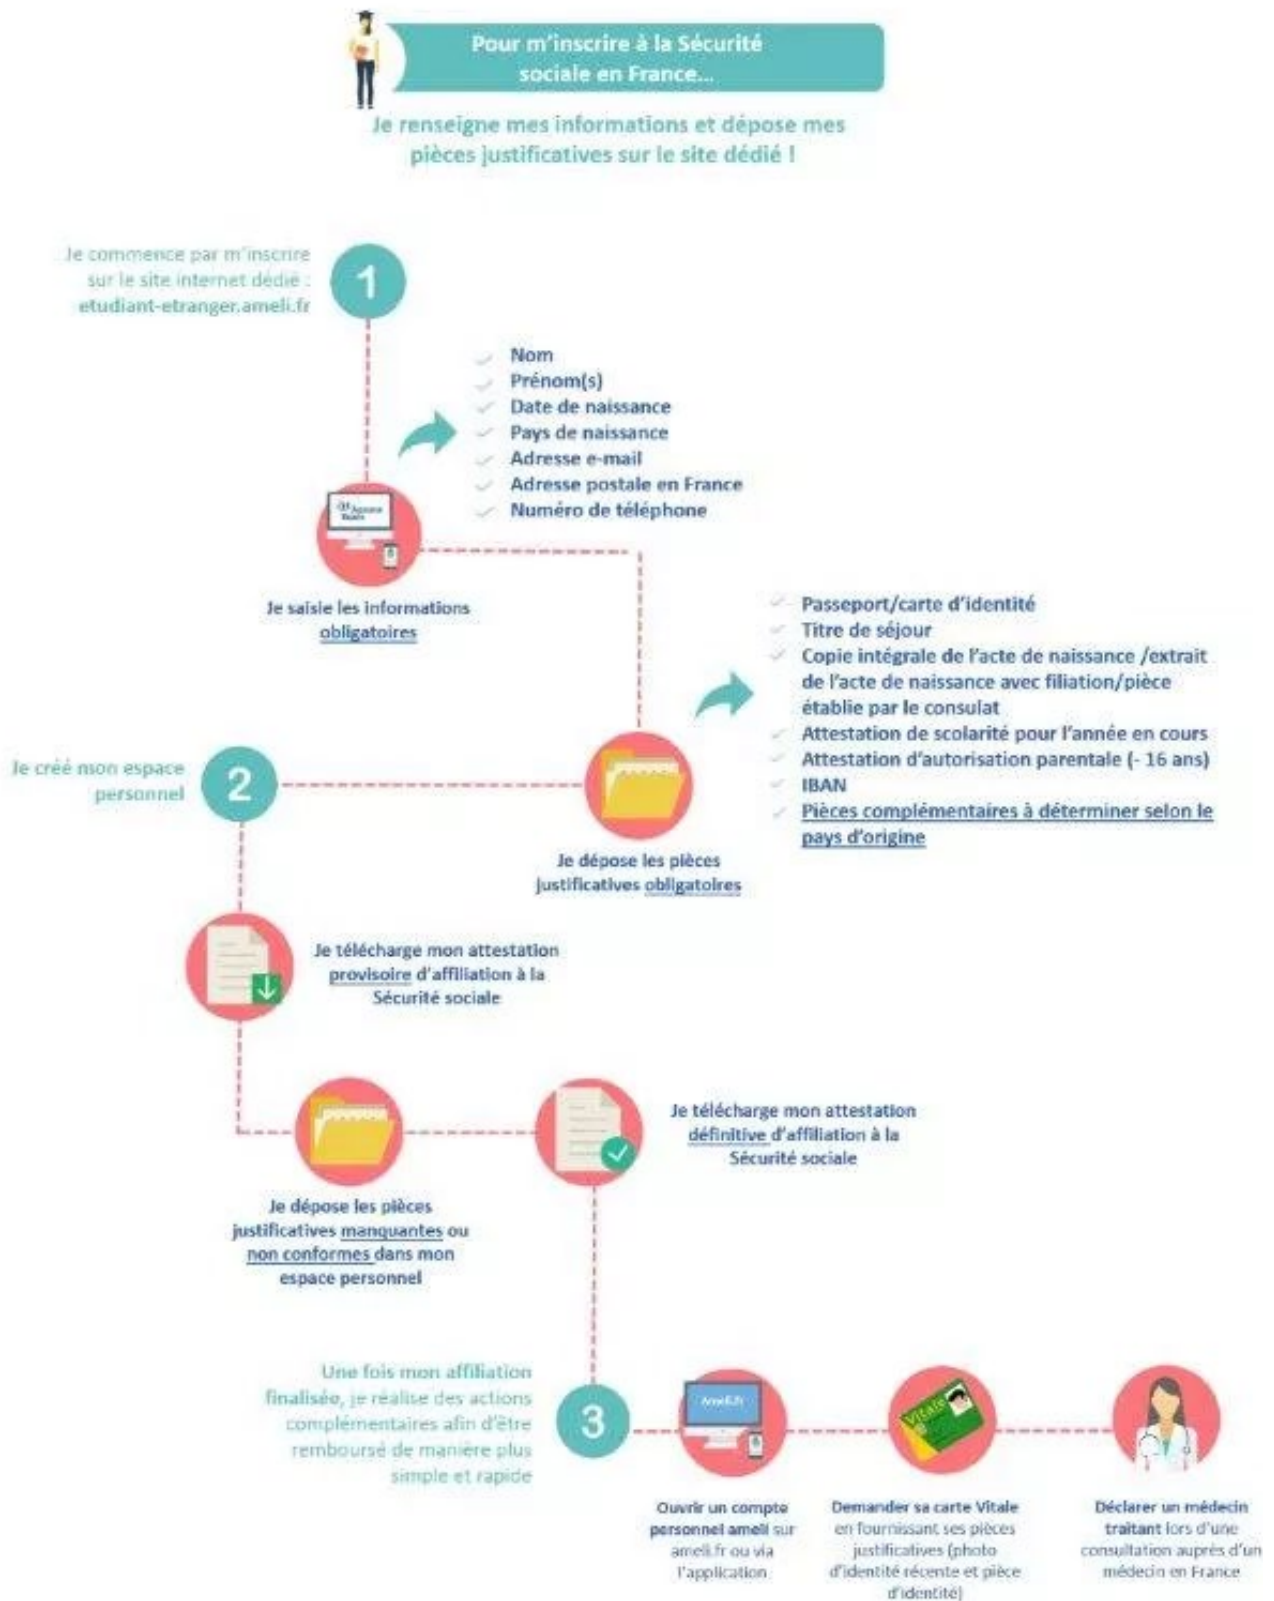 Pour m'inscrire à la Sécurité
sociale en France...
Je renseigne mes informations et dépose mes
pièces justificatives sur le site dédié !
Je commence par m'inscrire
sur le site internet dédié :
etudiant-etranger.ameli.fr
1
Nom
Prénom(s)
Date de naissance
Pays de naissance
Adresse e-mail
Adresse postale en France
Numéro de téléphone
Je saisie les informations
obligatoires
Passeport/carte d'identité
Titre de séjour
Copie intégrale de l'acte de naissance /extrait
de l'acte de naissance avec filiation/pièce
établie par le consulat
Attestation de scolarité pour l'année en cours
Attestation d'autorisation parentale (- 16 ans)
IBAN
Pièces complémentaires à déterminer selon le
pays d'origine
Je dépose les pièces
justificatives obligatoires
Je créé mon espace
personnel
2
Je télécharge mon attestation
provisoire d'affiliation à la
Sécurité sociale
Je dépose les pièces
justificatives manquantes ou
non conformes dans mon
espace personnel
Je télécharge mon attestation
définitive d'affiliation à la
Sécurité sociale
Une fois mon affiliation
finalisée, je réalise des actions
complémentaires afin d'être
remboursé de manière plus
simple et rapide
3
Ameli.fr
Ouvrir un compte
personnel ameli sur
ameli.fr ou via
l'application
Vitale
Demander sa carte Vitale
en fournissant ses pièces
justificatives (photo
d'identité récente et pièce
d'identité)
Déclarer un médecin
traitant lors d'une
consultation auprès d'un
médecin en France